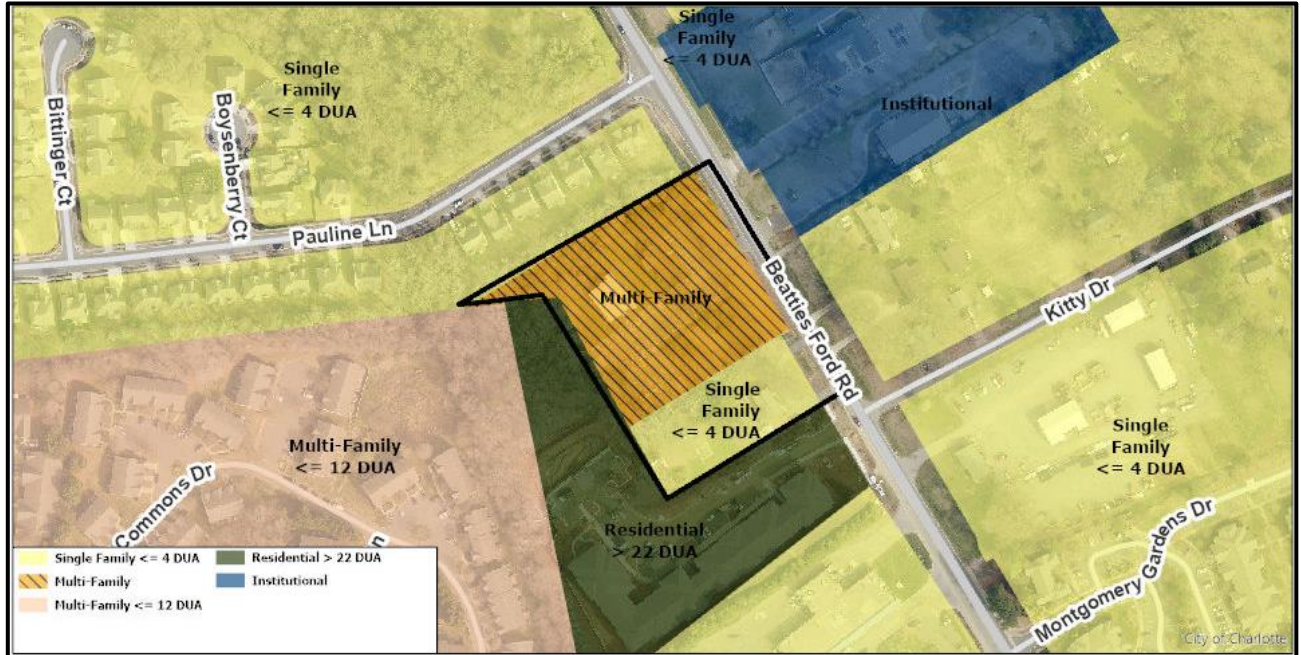 Single
Family
<= 4 DUA
Single
Family
<= 4 DUA
Institutional
Bittinger Ct
Boysenberry Ct
Pauline Ln
Multi-Family
Beatties Ford Rd
Kitty Dr
Single
Family
<= 4 DUA
Single
Family
<= 4 DUA
Multi-Family
<= 12 DUA
Commons Dr
n
Residential
> 22 DUA
Montgomery Gardens Dr
Single Family <= 4 DUA
Residential > 22 DUA
Multi-Family
Institutional
Multi-Family <= 12 DUA
City of Charlotte